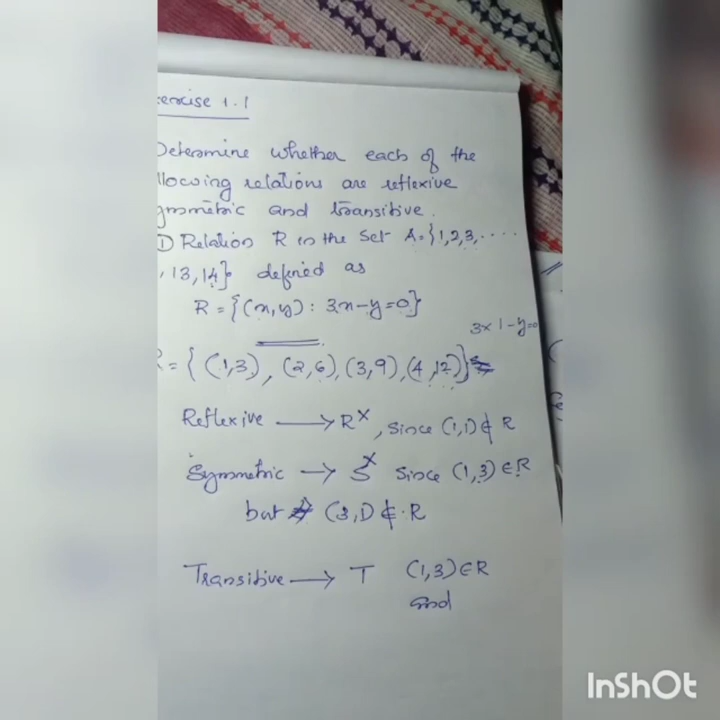 ercise 1.1
Determine whether each of the
llowing relations are reflexive
ymmetric and transitive.
① Relation R in the Set A={1,2,3,.....
,13,14} defined as
R={(x,y): 3x-y=0}
3×1-y=0
R={(1,3),(2,6),(3,9),(4,12)}
Reflexive → R×, since (1,1)∉R
Symmetric → S× since (1,3)∈R
but (3,1)∉.R
Transitive → T (1,3)∈R
and
InShOt